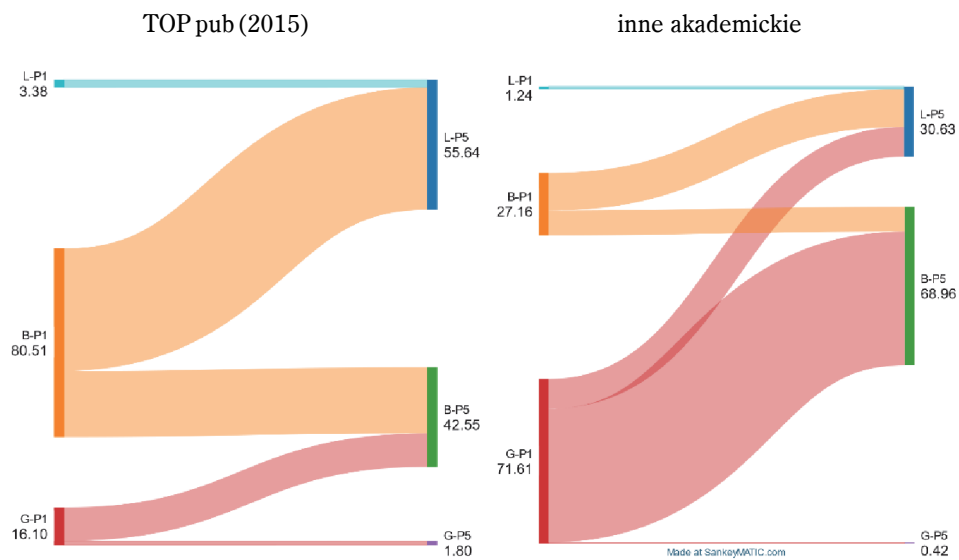 TOP pub (2015)
inne akademickie
L-P1
3.38
L-P5
55.64
B-P1
80.51
B-P5
42.55
G-P1
16.10
G-P5
1.80
L-P1
1.24
L-P5
30.63
B-P1
27.16
B-P5
68.96
G-P1
71.61
G-P5
0.42
Made at SankeyMATIC.com